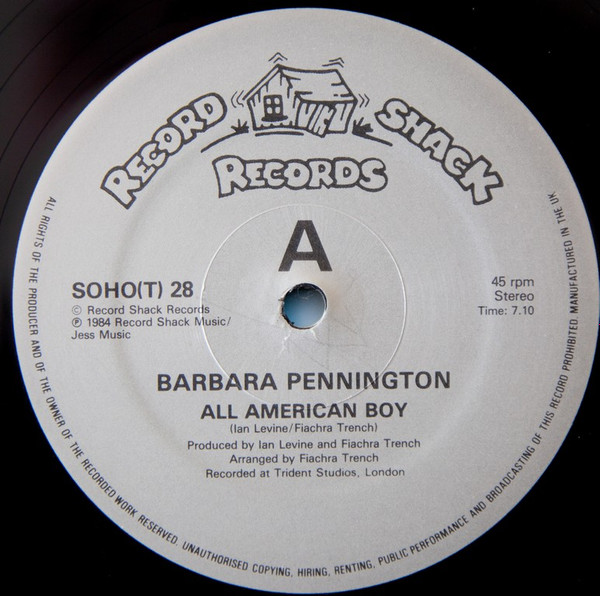 RECORD SHACK
RECORDS
A
SOHO(T) 28
© Record Shack Records
℗ 1984 Record Shack Music/
Jess Music
45 rpm
Stereo
Time: 7.10
BARBARA PENNINGTON
ALL AMERICAN BOY
(Ian Levine/Fiachra Trench)
Produced by Ian Levine and Fiachra Trench
Arranged by Fiachra Trench
Recorded at Trident Studios, London
ALL RIGHTS OF THE PRODUCER AND OF THE OWNER OF THE RECORDED WORK RESERVED. UNAUTHORISED COPYING, HIRING, RENTING, PUBLIC PERFORMANCE AND BROADCASTING OF THIS RECORD PROHIBITED. MANUFACTURED IN THE UK